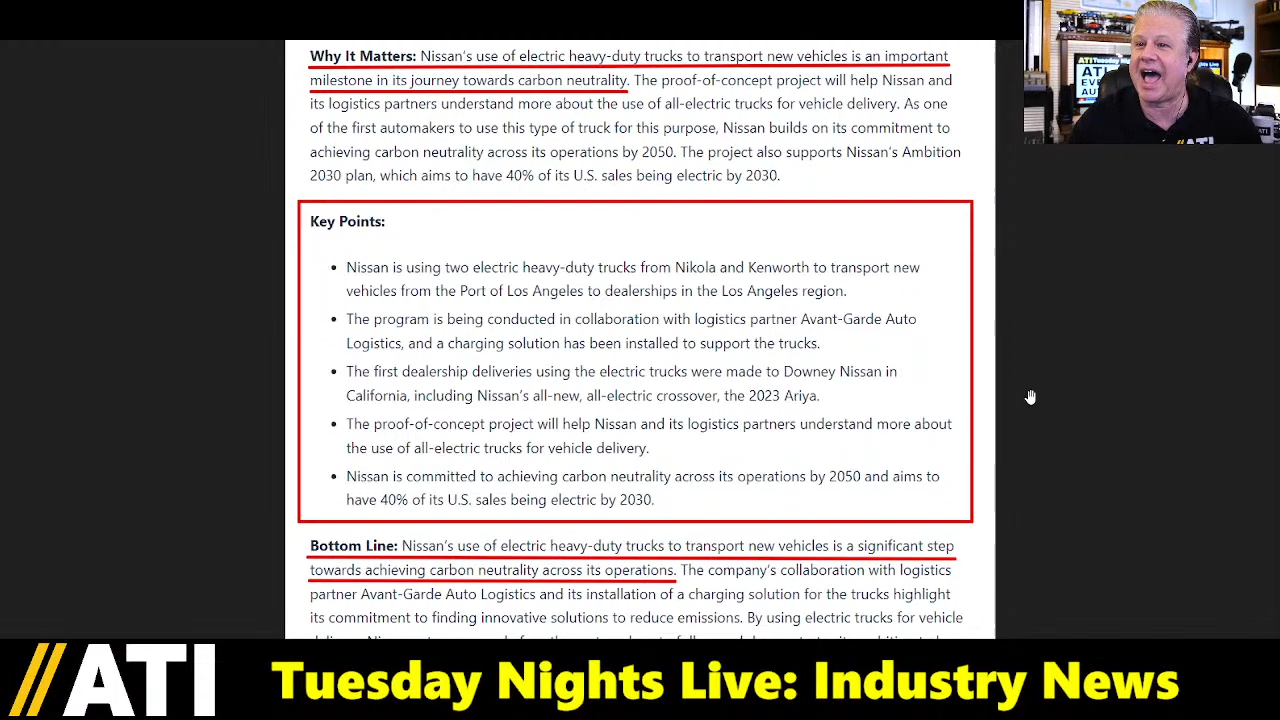 Why It Matters: Nissan's use of electric heavy-duty trucks to transport new vehicles is an important
milestone in its journey towards carbon neutrality. The proof-of-concept project will help Nissan and
its logistics partners understand more about the use of all-electric trucks for vehicle delivery. As one
of the first automakers to use this type of truck for this purpose, Nissan builds on its commitment to
achieving carbon neutrality across its operations by 2050. The project also supports Nissan's Ambition
2030 plan, which aims to have 40% of its U.S. sales being electric by 2030.
Key Points:
• Nissan is using two electric heavy-duty trucks from Nikola and Kenworth to transport new
vehicles from the Port of Los Angeles to dealerships in the Los Angeles region.
• The program is being conducted in collaboration with logistics partner Avant-Garde Auto
Logistics, and a charging solution has been installed to support the trucks.
• The first dealership deliveries using the electric trucks were made to Downey Nissan in
California, including Nissan's all-new, all-electric crossover, the 2023 Ariya.
• The proof-of-concept project will help Nissan and its logistics partners understand more about
the use of all-electric trucks for vehicle delivery.
• Nissan is committed to achieving carbon neutrality across its operations by 2050 and aims to
have 40% of its U.S. sales being electric by 2030.
Bottom Line: Nissan's use of electric heavy-duty trucks to transport new vehicles is a significant step
towards achieving carbon neutrality across its operations. The company's collaboration with logistics
partner Avant-Garde Auto Logistics and its installation of a charging solution for the trucks highlight
its commitment to finding innovative solutions to reduce emissions. By using electric trucks for vehicle
ATI Tuesday Nig
Live
ATI
ATI
ATI
//ATI Tuesday Nights Live: Industry News